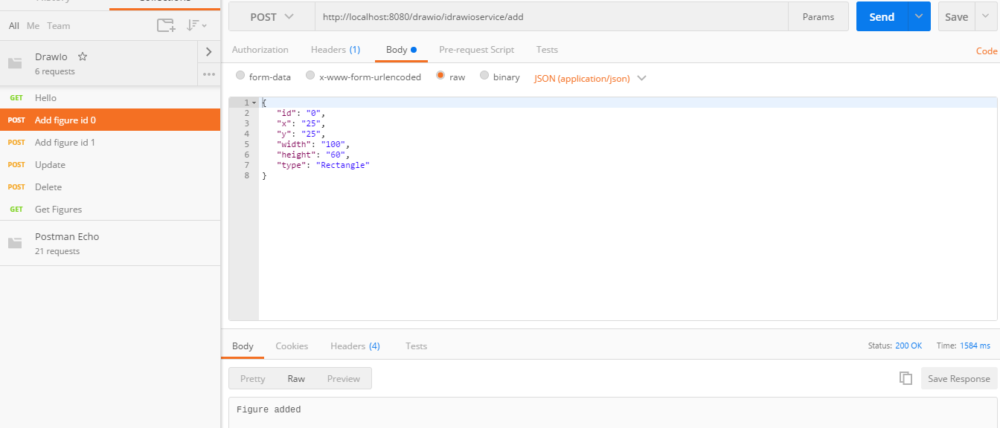 History Collections
All Me Team
DrawIo
6 requests
GET Hello
POST Add figure id 0
POST Add figure id 1
POST Update
POST Delete
GET Get Figures
Postman Echo
21 requests
POST http://localhost:8080/drawio/idrawioservice/add Params Send Save
Authorization Headers (1) Body Pre-request Script Tests Code
form-data x-www-form-urlencoded raw binary JSON (application/json)
1 {
2 "id": "0",
3 "x": "25",
4 "y": "25",
5 "width": "100",
6 "height": "60",
7 "type": "Rectangle"
8 }
Body Cookies Headers (4) Tests Status: 200 OK Time: 1584 ms
Pretty Raw Preview Save Response
Figure added